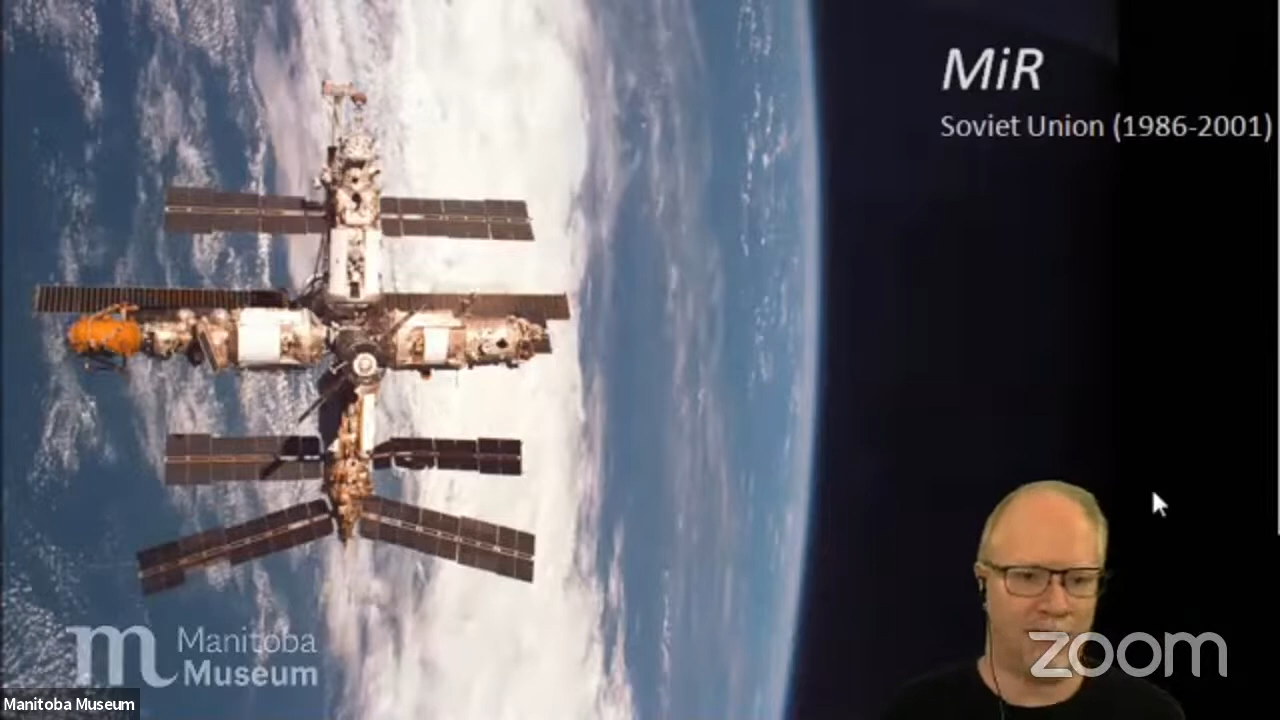 MiR
Soviet Union (1986-2001)
m Manitoba
Museum
Manitoba Museum
zoom